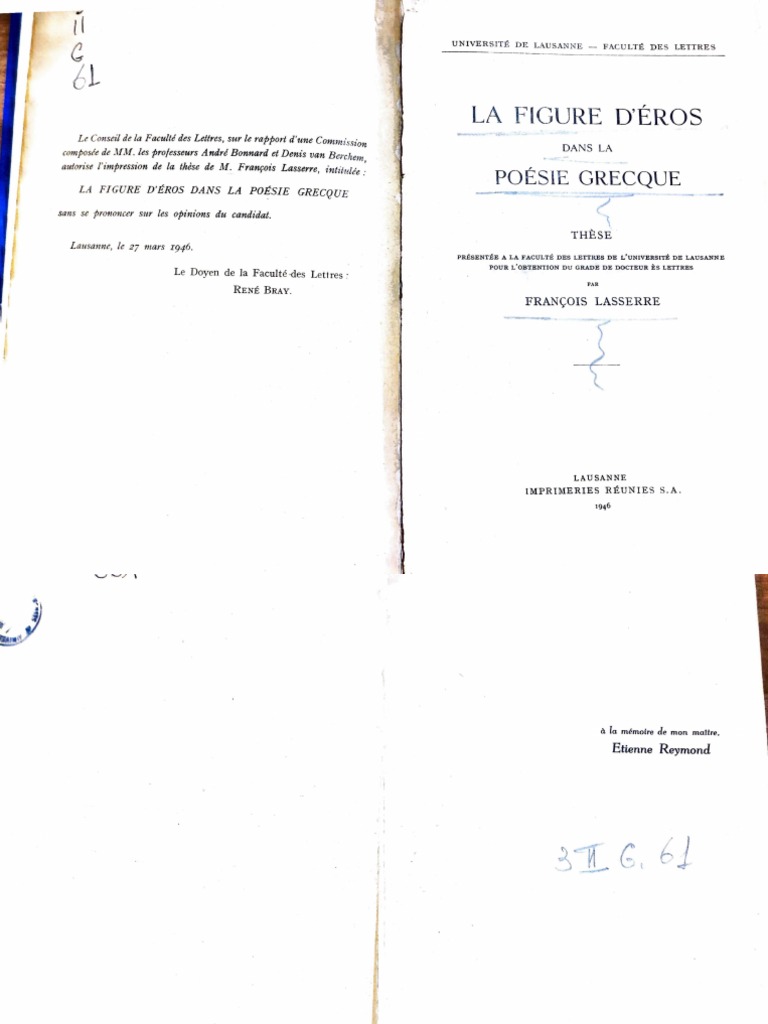 II
G
61
Le Conseil de la Faculté des Lettres, sur le rapport d'une Commission
composée de MM. les professeurs André Bonnard et Denis van Berchem,
autorise l'impression de la thèse de M. François Lasserre, intitulée :
LA FIGURE D'ÉROS DANS LA POÉSIE GRECQUE
sans se prononcer sur les opinions du candidat.
Lausanne, le 27 mars 1946.
Le Doyen de la Faculté des Lettres :
RENÉ BRAY.
UNIVERSITÉ DE LAUSANNE — FACULTÉ DES LETTRES
LA FIGURE D'ÉROS
DANS LA
POÉSIE GRECQUE
THÈSE
PRÉSENTÉE A LA FACULTÉ DES LETTRES DE L'UNIVERSITÉ DE LAUSANNE
POUR L'OBTENTION DU GRADE DE DOCTEUR ÈS LETTRES
PAR
FRANÇOIS LASSERRE
LAUSANNE
IMPRIMERIES RÉUNIES S.A.
1946
à la mémoire de mon maître,
Etienne Reymond
3 II G. 61